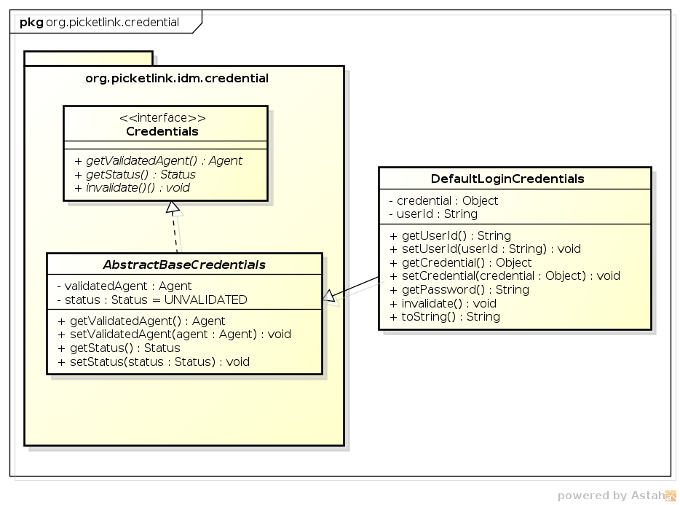 pkg org.picketlink.credential
org.picketlink.idm.credential
<<interface>>
Credentials
+ getValidatedAgent() : Agent
+ getStatus() : Status
+ invalidate()() : void
AbstractBaseCredentials
- validatedAgent : Agent
- status : Status = UNVALIDATED
+ getValidatedAgent() : Agent
+ setValidatedAgent(agent : Agent) : void
+ getStatus() : Status
+ setStatus(status : Status) : void
DefaultLoginCredentials
- credential : Object
- userId : String
+ getUserId() : String
+ setUserId(userId : String) : void
+ getCredential() : Object
+ setCredential(credential : Object) : void
+ getPassword() : String
+ invalidate() : void
+ toString() : String
powered by Astah